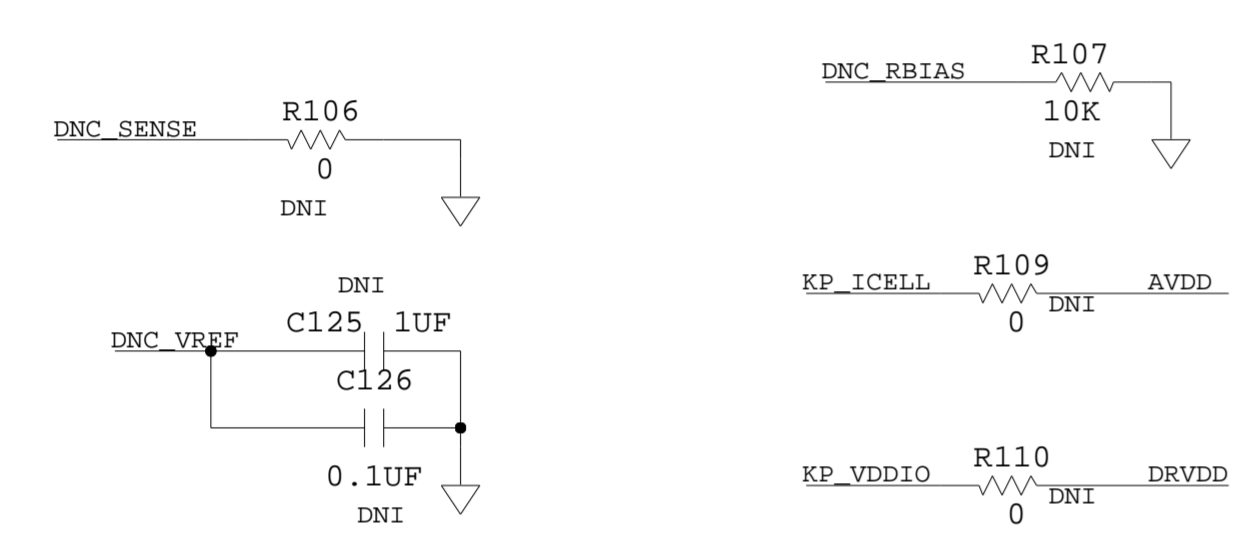 R106
DNC_SENSE
0
DNI
DNI
C125 1UF
DNC_VREF
C126
0.1UF
DNI
R107
DNC_RBIAS
10K
DNI
R109
KP_ICELL AVDD
DNI
0
R110
KP_VDDIO DRVDD
DNI
0